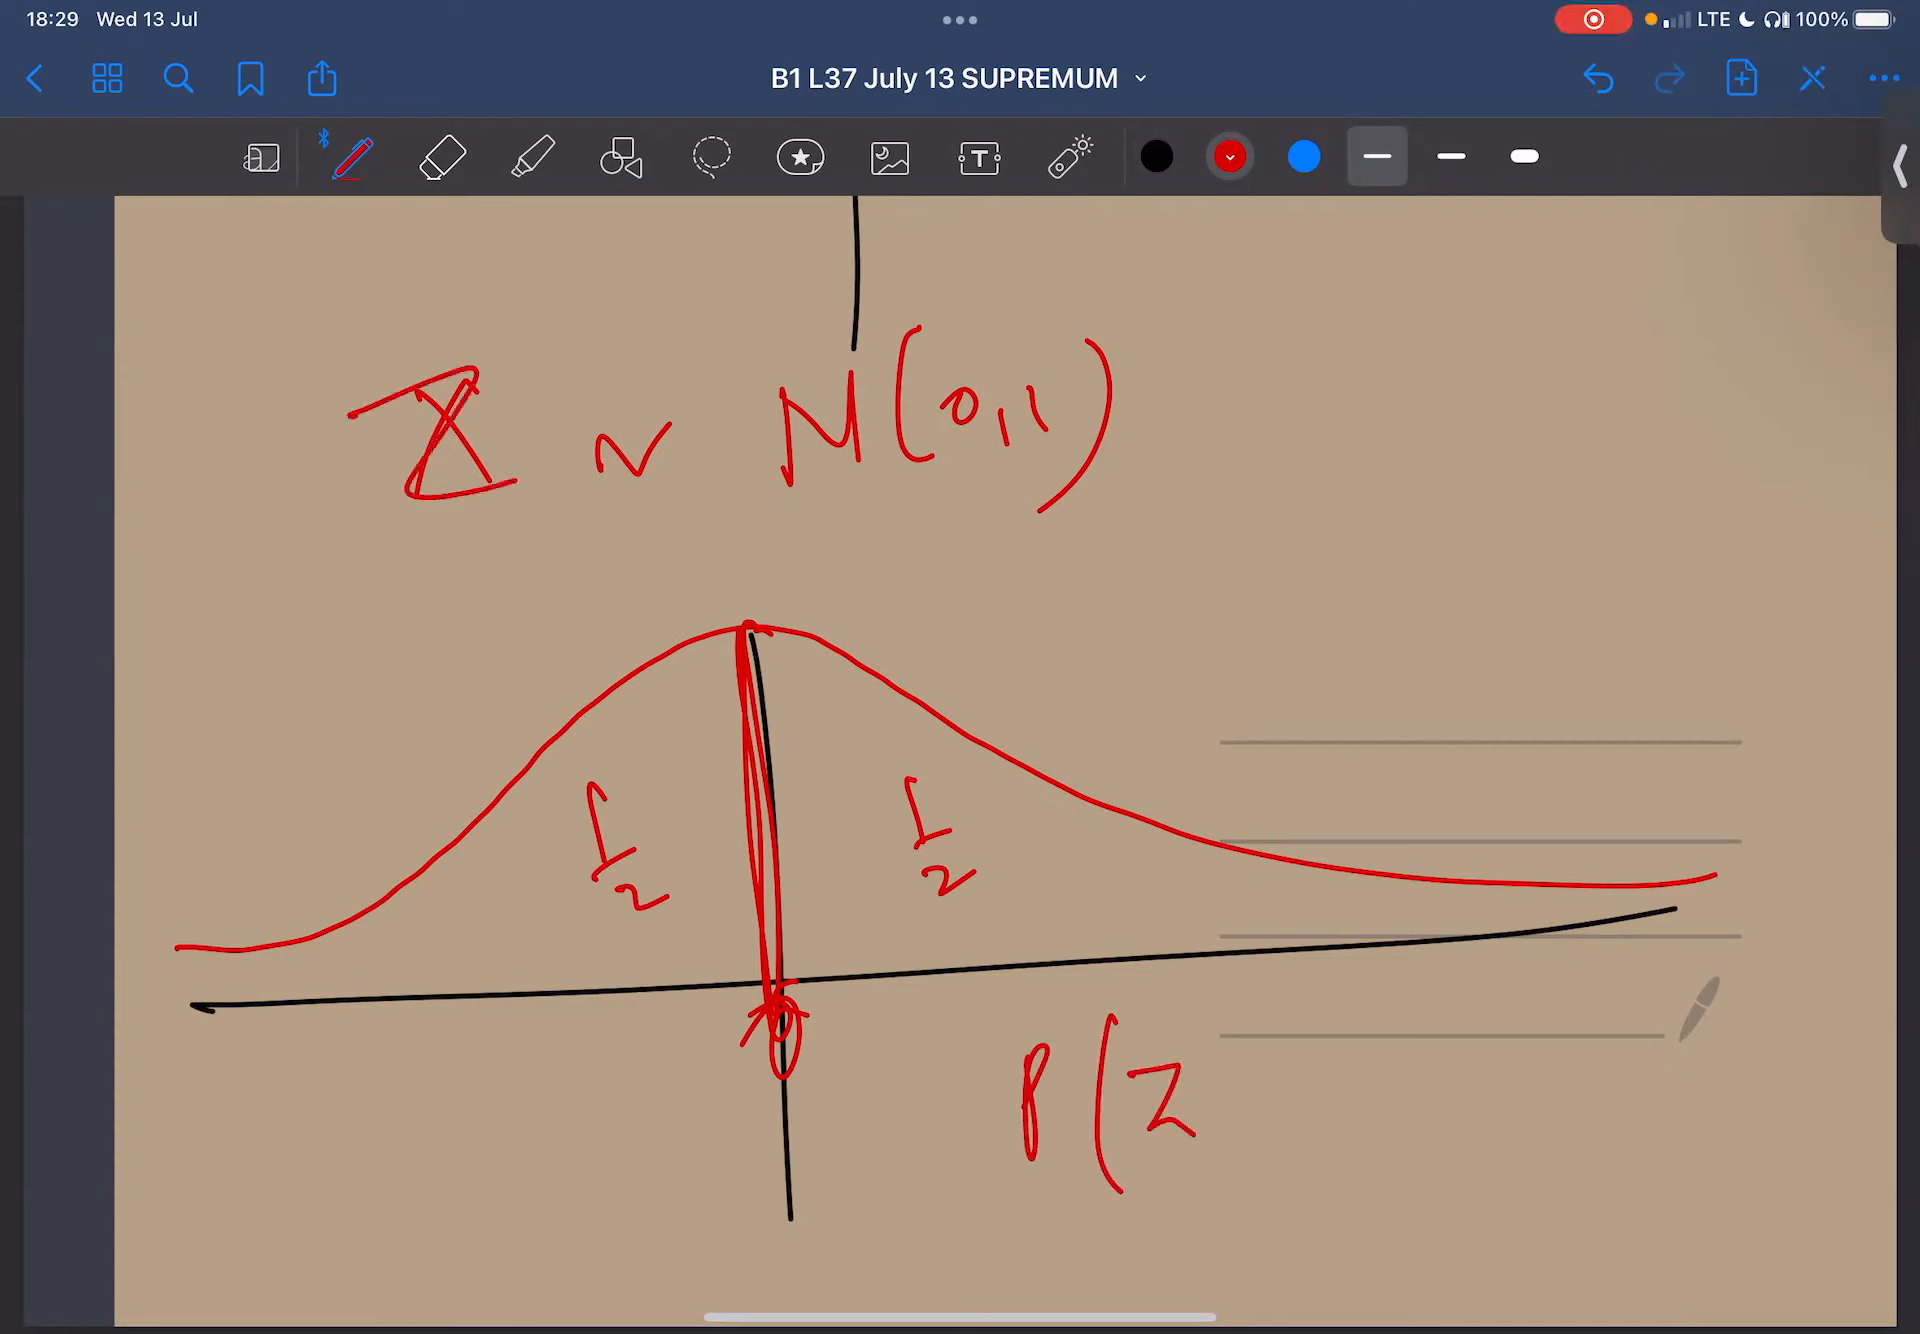 18:29 Wed 13 Jul LTE 100%
B1 L37 July 13 SUPREMUM
T
Z ~ N(0,1)
1/2 1/2
0
P(Z